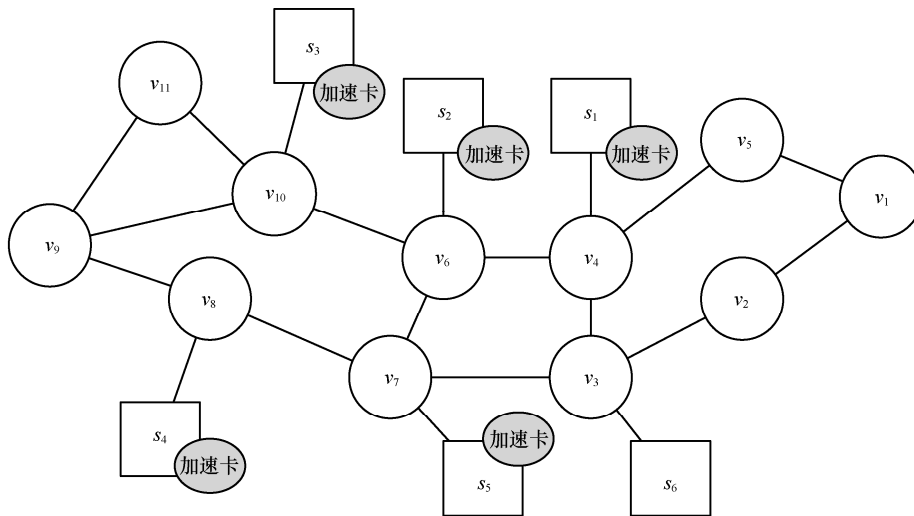 s₃
加速卡
v₁₁
s₂
加速卡
s₁
加速卡
v₅
v₁₀
v₁
v₉
v₆
v₄
v₈
v₂
v₇
v₃
s₄
加速卡
加速卡
s₅
s₆